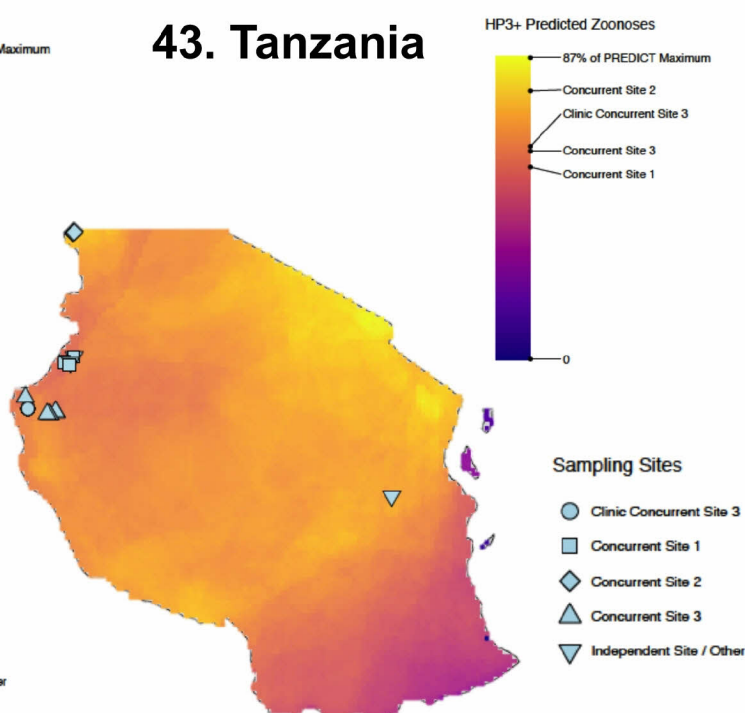 Maximum
43. Tanzania
HP3+ Predicted Zoonoses
87% of PREDICT Maximum
Concurrent Site 2
Clinic Concurrent Site 3
Concurrent Site 3
Concurrent Site 1
0
Sampling Sites
Clinic Concurrent Site 3
Concurrent Site 1
Concurrent Site 2
Concurrent Site 3
Independent Site / Other
er